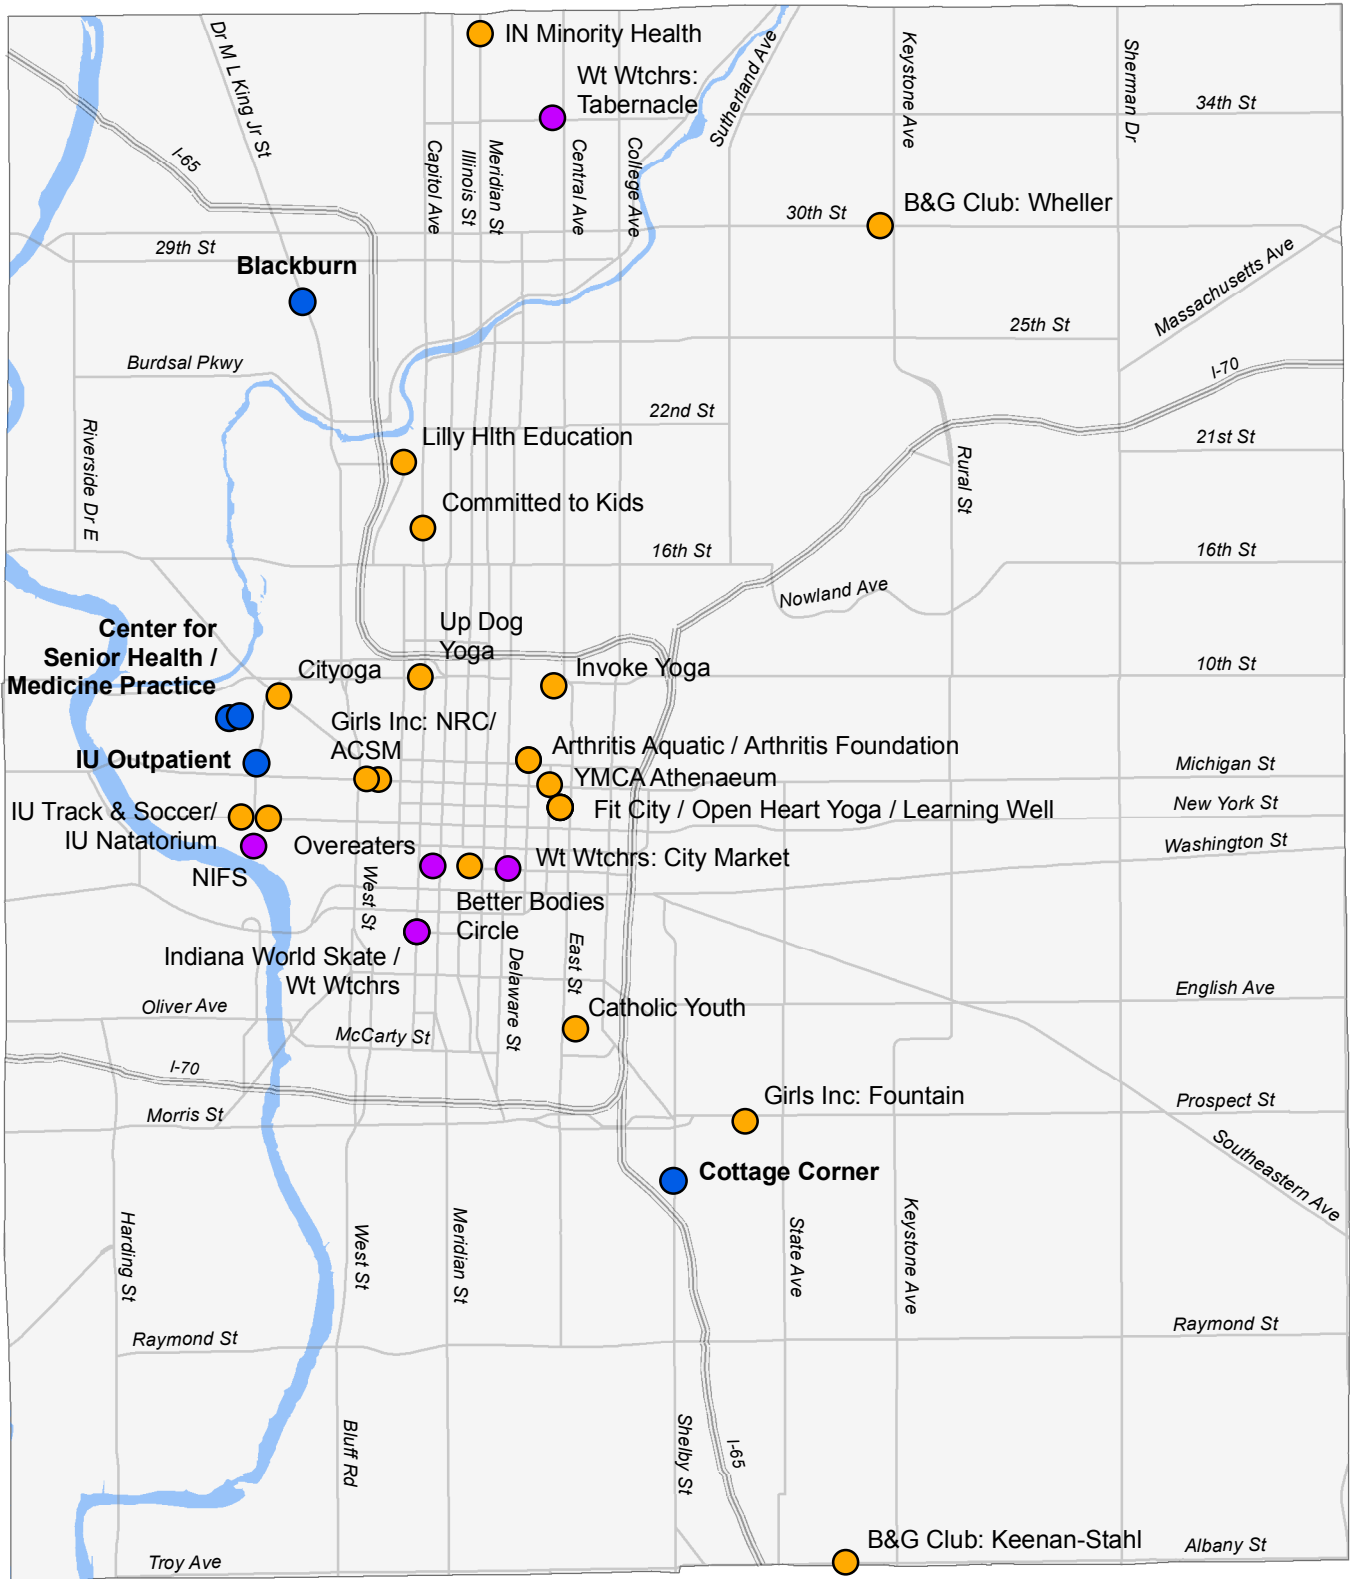 IN Minority Health
Dr M L King Jr St
Sutherland Ave
Keystone Ave
Sherman Dr
Wt Wtchrs:
Tabernacle
34th St
I-65
Capitol Ave
Illinois St
Meridian St
Central Ave
College Ave
B&G Club: Wheller
30th St
29th St
Massachusetts Ave
Blackburn
25th St
Burdsal Pkwy
I-70
22nd St
Riverside Dr E
Lilly Hlth Education
21st St
Rural St
Committed to Kids
16th St
16th St
Nowland Ave
Center for
Senior Health /
Medicine Practice
Up Dog
Yoga
Cityoga
Invoke Yoga
10th St
Girls Inc: NRC/
ACSM
IU Outpatient
Arthritis Aquatic / Arthritis Foundation
Michigan St
YMCA Athenaeum
New York St
IU Track & Soccer/
IU Natatorium
Fit City / Open Heart Yoga / Learning Well
Washington St
Overeaters
Wt Wtchrs: City Market
NIFS
West St
Better Bodies
Circle
Indiana World Skate /
Wt Wtchrs
Delaware St
East St
English Ave
Oliver Ave
Catholic Youth
McCarty St
I-70
Girls Inc: Fountain
Morris St
Prospect St
Southeastern Ave
Cottage Corner
Harding St
West St
Meridian St
State Ave
Keystone Ave
Raymond St
Raymond St
Bluff Rd
Shelby St
I-65
B&G Club: Keenan-Stahl
Albany St
Troy Ave